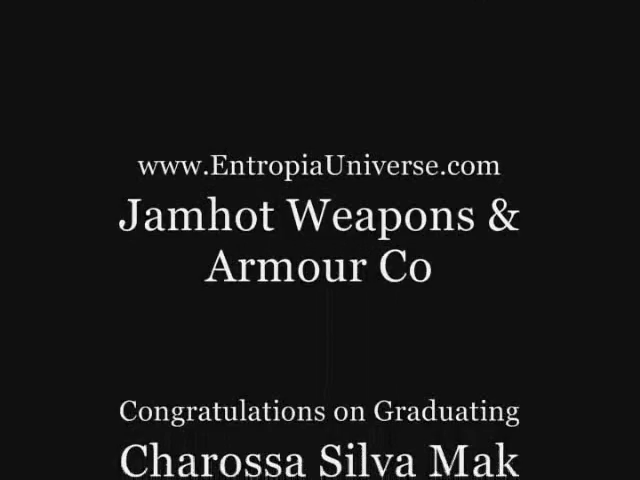 www.EntropiaUniverse.com
Jamhot Weapons &
Armour Co
Congratulations on Graduating
Charossa Silva Mak